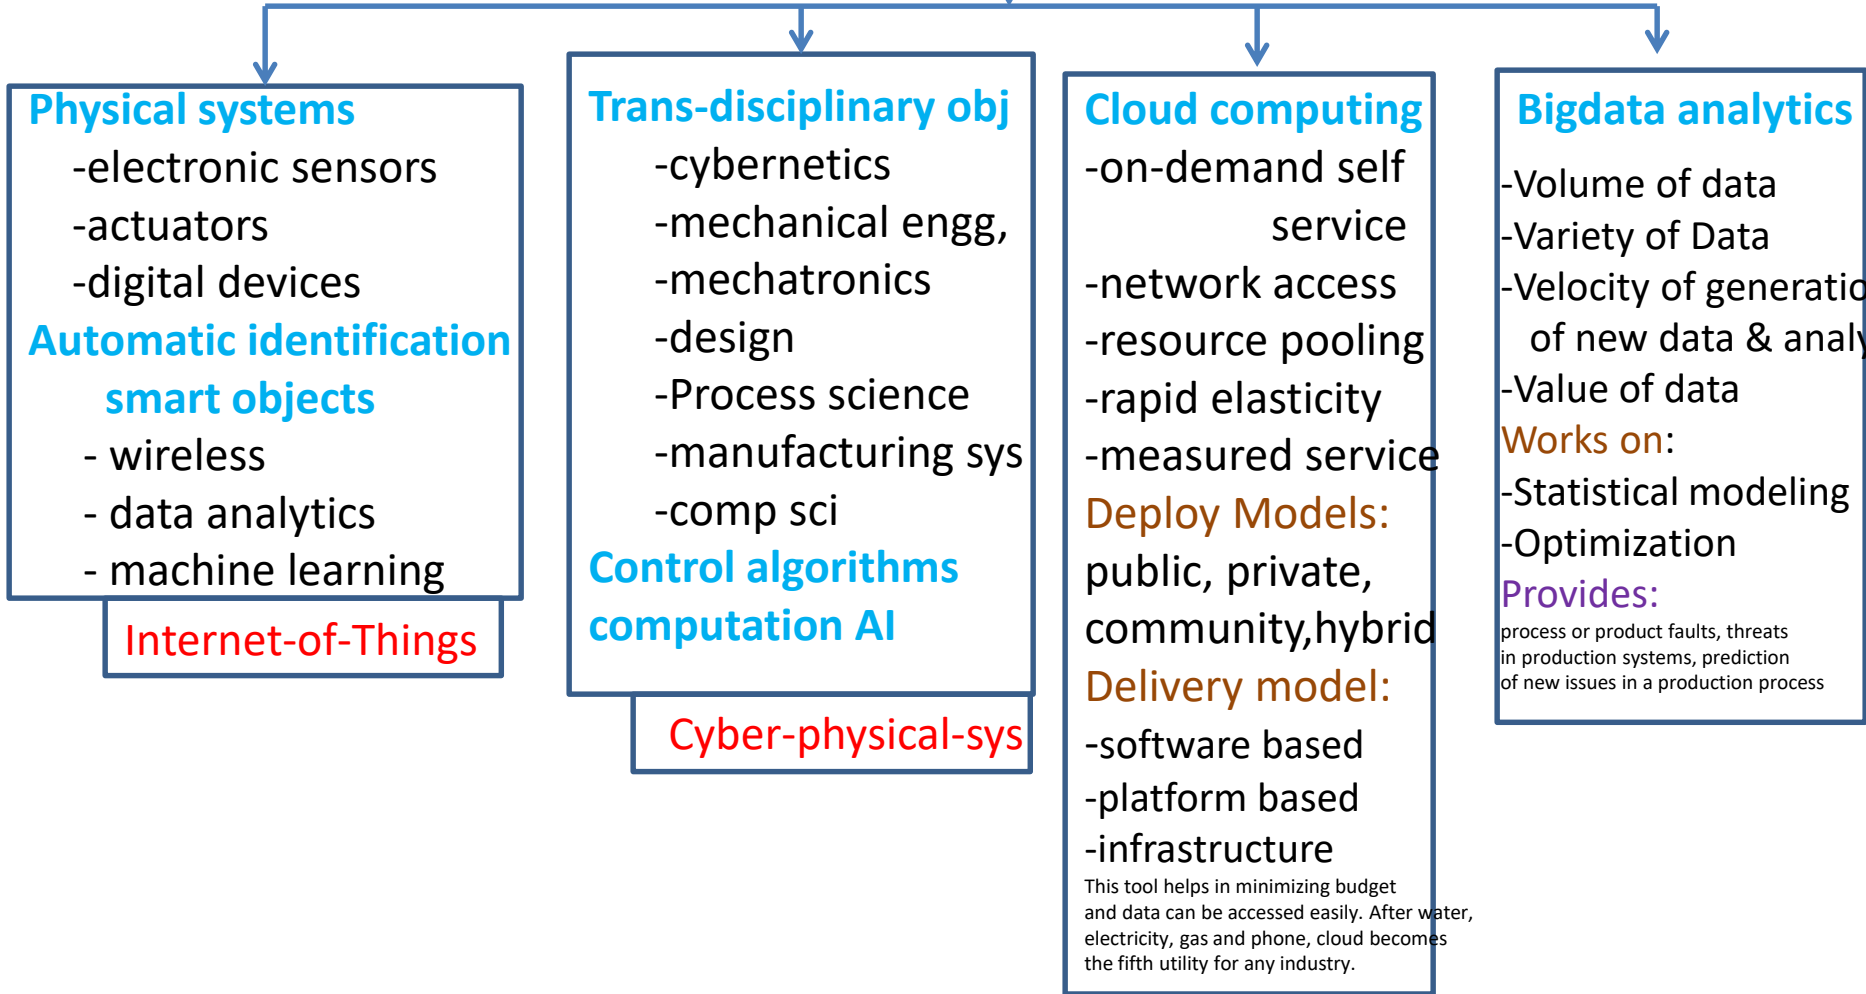 Physical systems
-electronic sensors
-actuators
-digital devices
Automatic identification
smart objects
- wireless
- data analytics
- machine learning
Internet-of-Things
Trans-disciplinary obj
-cybernetics
-mechanical engg,
-mechatronics
-design
-Process science
-manufacturing sys
-comp sci
Control algorithms
computation AI
Cyber-physical-sys
Cloud computing
-on-demand self
service
-network access
-resource pooling
-rapid elasticity
-measured service
Deploy Models:
public, private,
community,hybrid
Delivery model:
-software based
-platform based
-infrastructure
This tool helps in minimizing budget
and data can be accessed easily. After water,
electricity, gas and phone, cloud becomes
the fifth utility for any industry.
Bigdata analytics
-Volume of data
-Variety of Data
-Velocity of generatio
of new data & analy
-Value of data
Works on:
-Statistical modeling
-Optimization
Provides:
process or product faults, threats
in production systems, prediction
of new issues in a production process